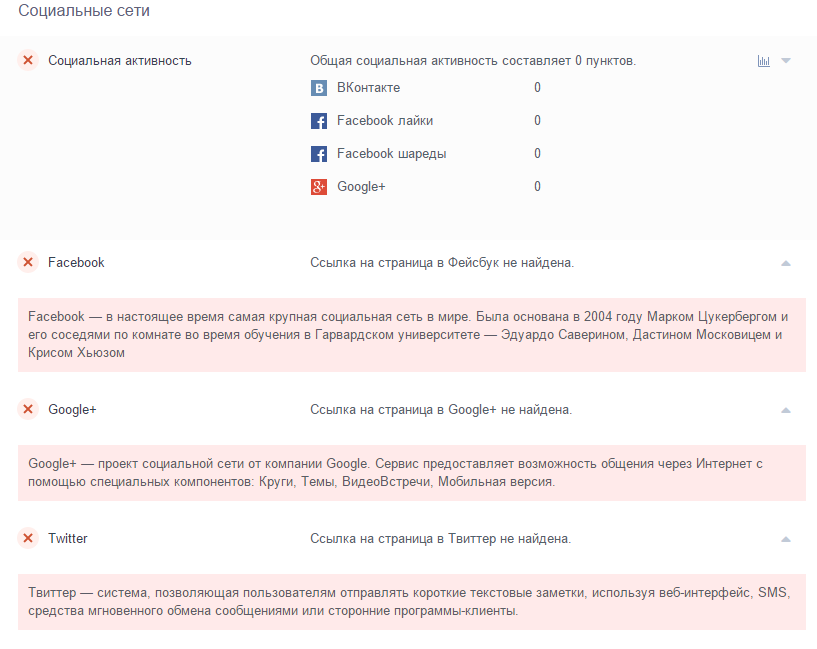 Социальные сети
Социальная активность
Общая социальная активность составляет 0 пунктов.
ВКонтакте 0
Facebook лайки 0
Facebook шареды 0
Google+ 0
Facebook
Ссылка на страница в Фейсбук не найдена.
Facebook — в настоящее время самая крупная социальная сеть в мире. Была основана в 2004 году Марком Цукербергом и
его соседями по комнате во время обучения в Гарвардском университете — Эдуардо Саверином, Дастином Московицем и
Крисом Хьюзом
Google+
Ссылка на страница в Google+ не найдена.
Google+ — проект социальной сети от компании Google. Сервис предоставляет возможность общения через Интернет с
помощью специальных компонентов: Круги, Темы, ВидеоВстречи, Мобильная версия.
Twitter
Ссылка на страница в Твиттер не найдена.
Твиттер — система, позволяющая пользователям отправлять короткие текстовые заметки, используя веб-интерфейс, SMS,
средства мгновенного обмена сообщениями или сторонние программы-клиенты.